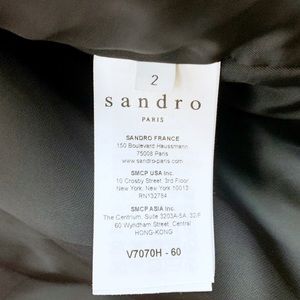 2
sandro
PARIS
SANDRO FRANCE
150 Boulevard Haussmann
75008 Paris
www.sandro-paris.com
SMCP USA Inc.
10 Crosby Street, 3rd Floor
New York, New York 10013
RN132784
SMCP ASIA Inc.
The Centrium, Suite 3203A-5A, 32/F
60 Wyndham Street, Central
HONG-KONG
V7070H - 60